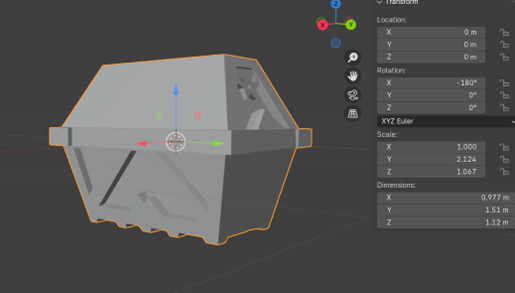 Transform
Location:
X 0 m
Y 0 m
Z 0 m
Rotation:
X -180°
Y 0°
Z 0°
XYZ Euler
Scale:
X 1.000
Y 2.124
Z 1.067
Dimensions:
X 0.977 m
Y 1.51 m
Z 1.12 m
Z
X Y